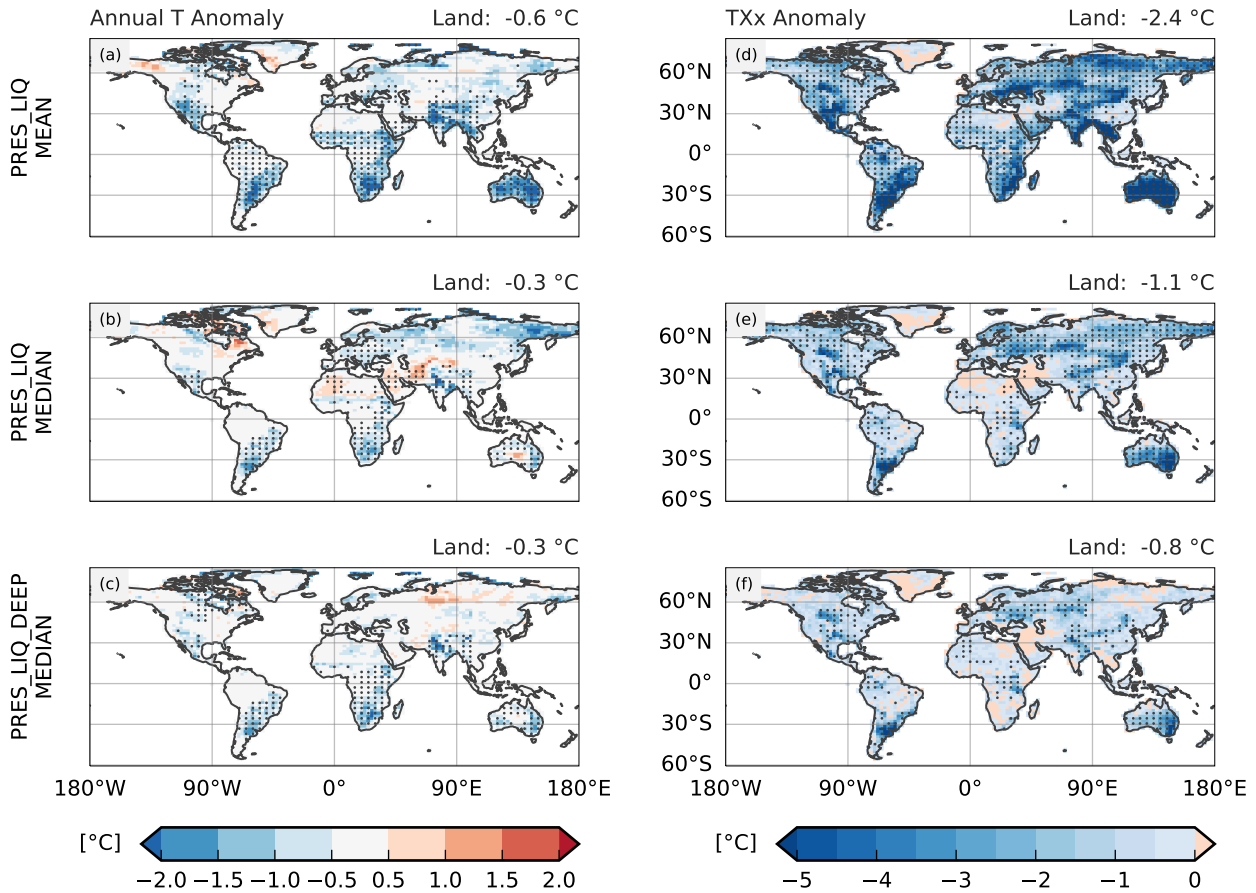 Annual T Anomaly Land: -0.6 °C
TXx Anomaly Land: -2.4 °C
PRES_LIQ
MEAN
(a)
(d)
60°N
30°N
0°
30°S
60°S
Land: -0.3 °C
Land: -1.1 °C
PRES_LIQ
MEDIAN
(b)
(e)
60°N
30°N
0°
30°S
60°S
Land: -0.3 °C
Land: -0.8 °C
PRES_LIQ_DEEP
MEDIAN
(c)
(f)
60°N
30°N
0°
30°S
60°S
180°W 90°W 0° 90°E 180°E
180°W 90°W 0° 90°E 180°E
[°C]
−2.0 −1.5 −1.0 −0.5 0.5 1.0 1.5 2.0
[°C]
−5 −4 −3 −2 −1 0